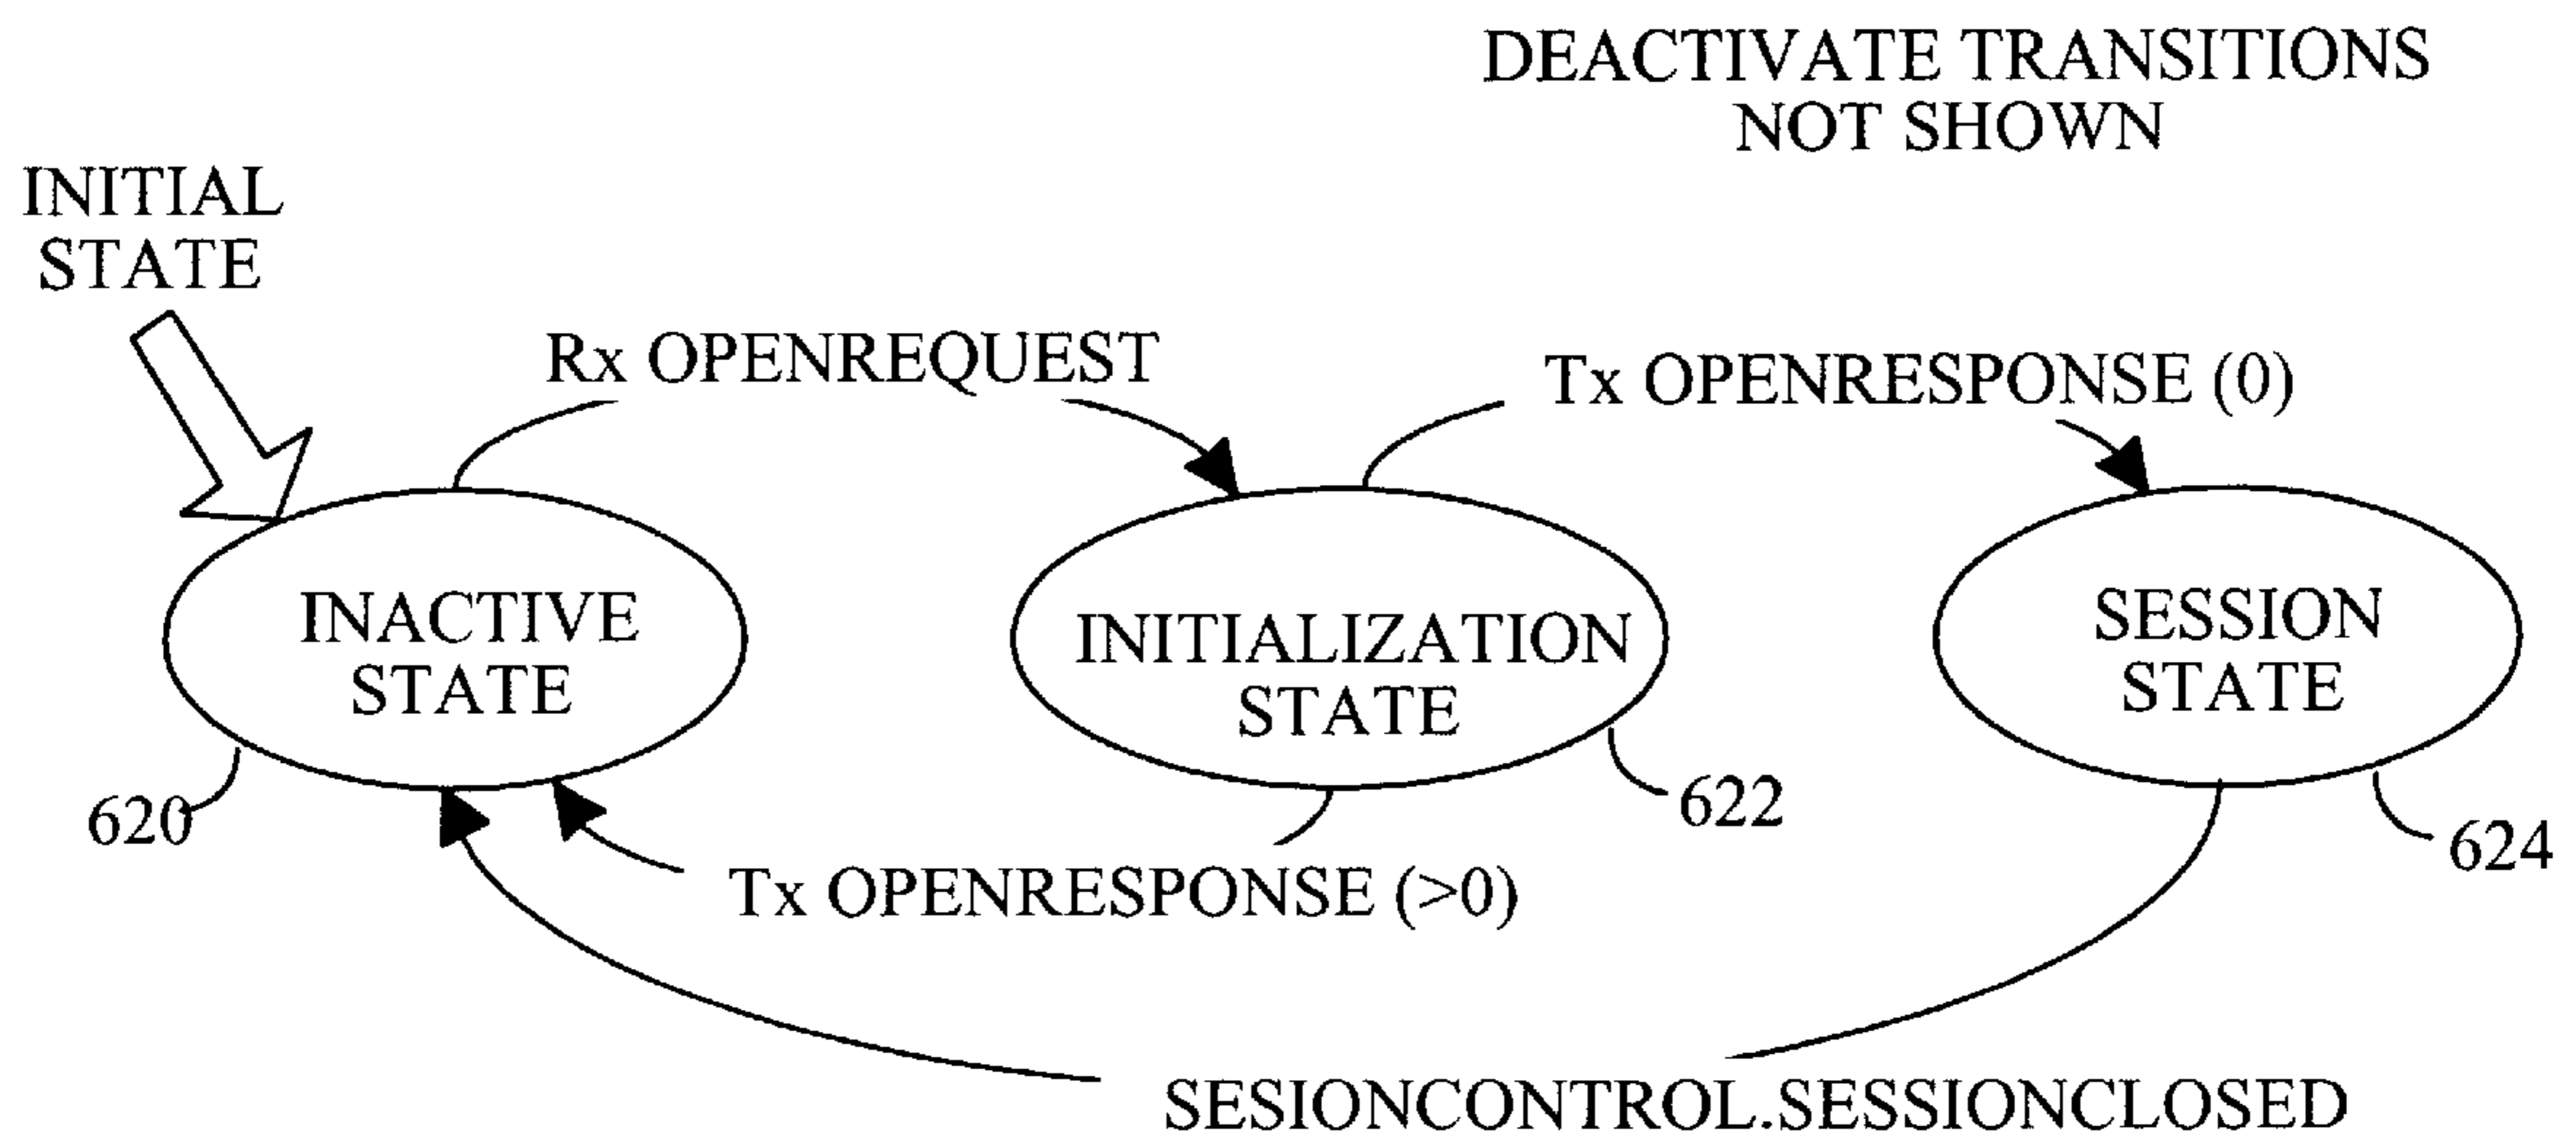 DEACTIVATE TRANSITIONS
NOT SHOWN
INITIAL
STATE
Rx OPENREQUEST
Tx OPENRESPONSE (0)
INACTIVE
STATE
INITIALIZATION
STATE
SESSION
STATE
620
622
624
Tx OPENRESPONSE (>0)
SESIONCONTROL.SESSIONCLOSED